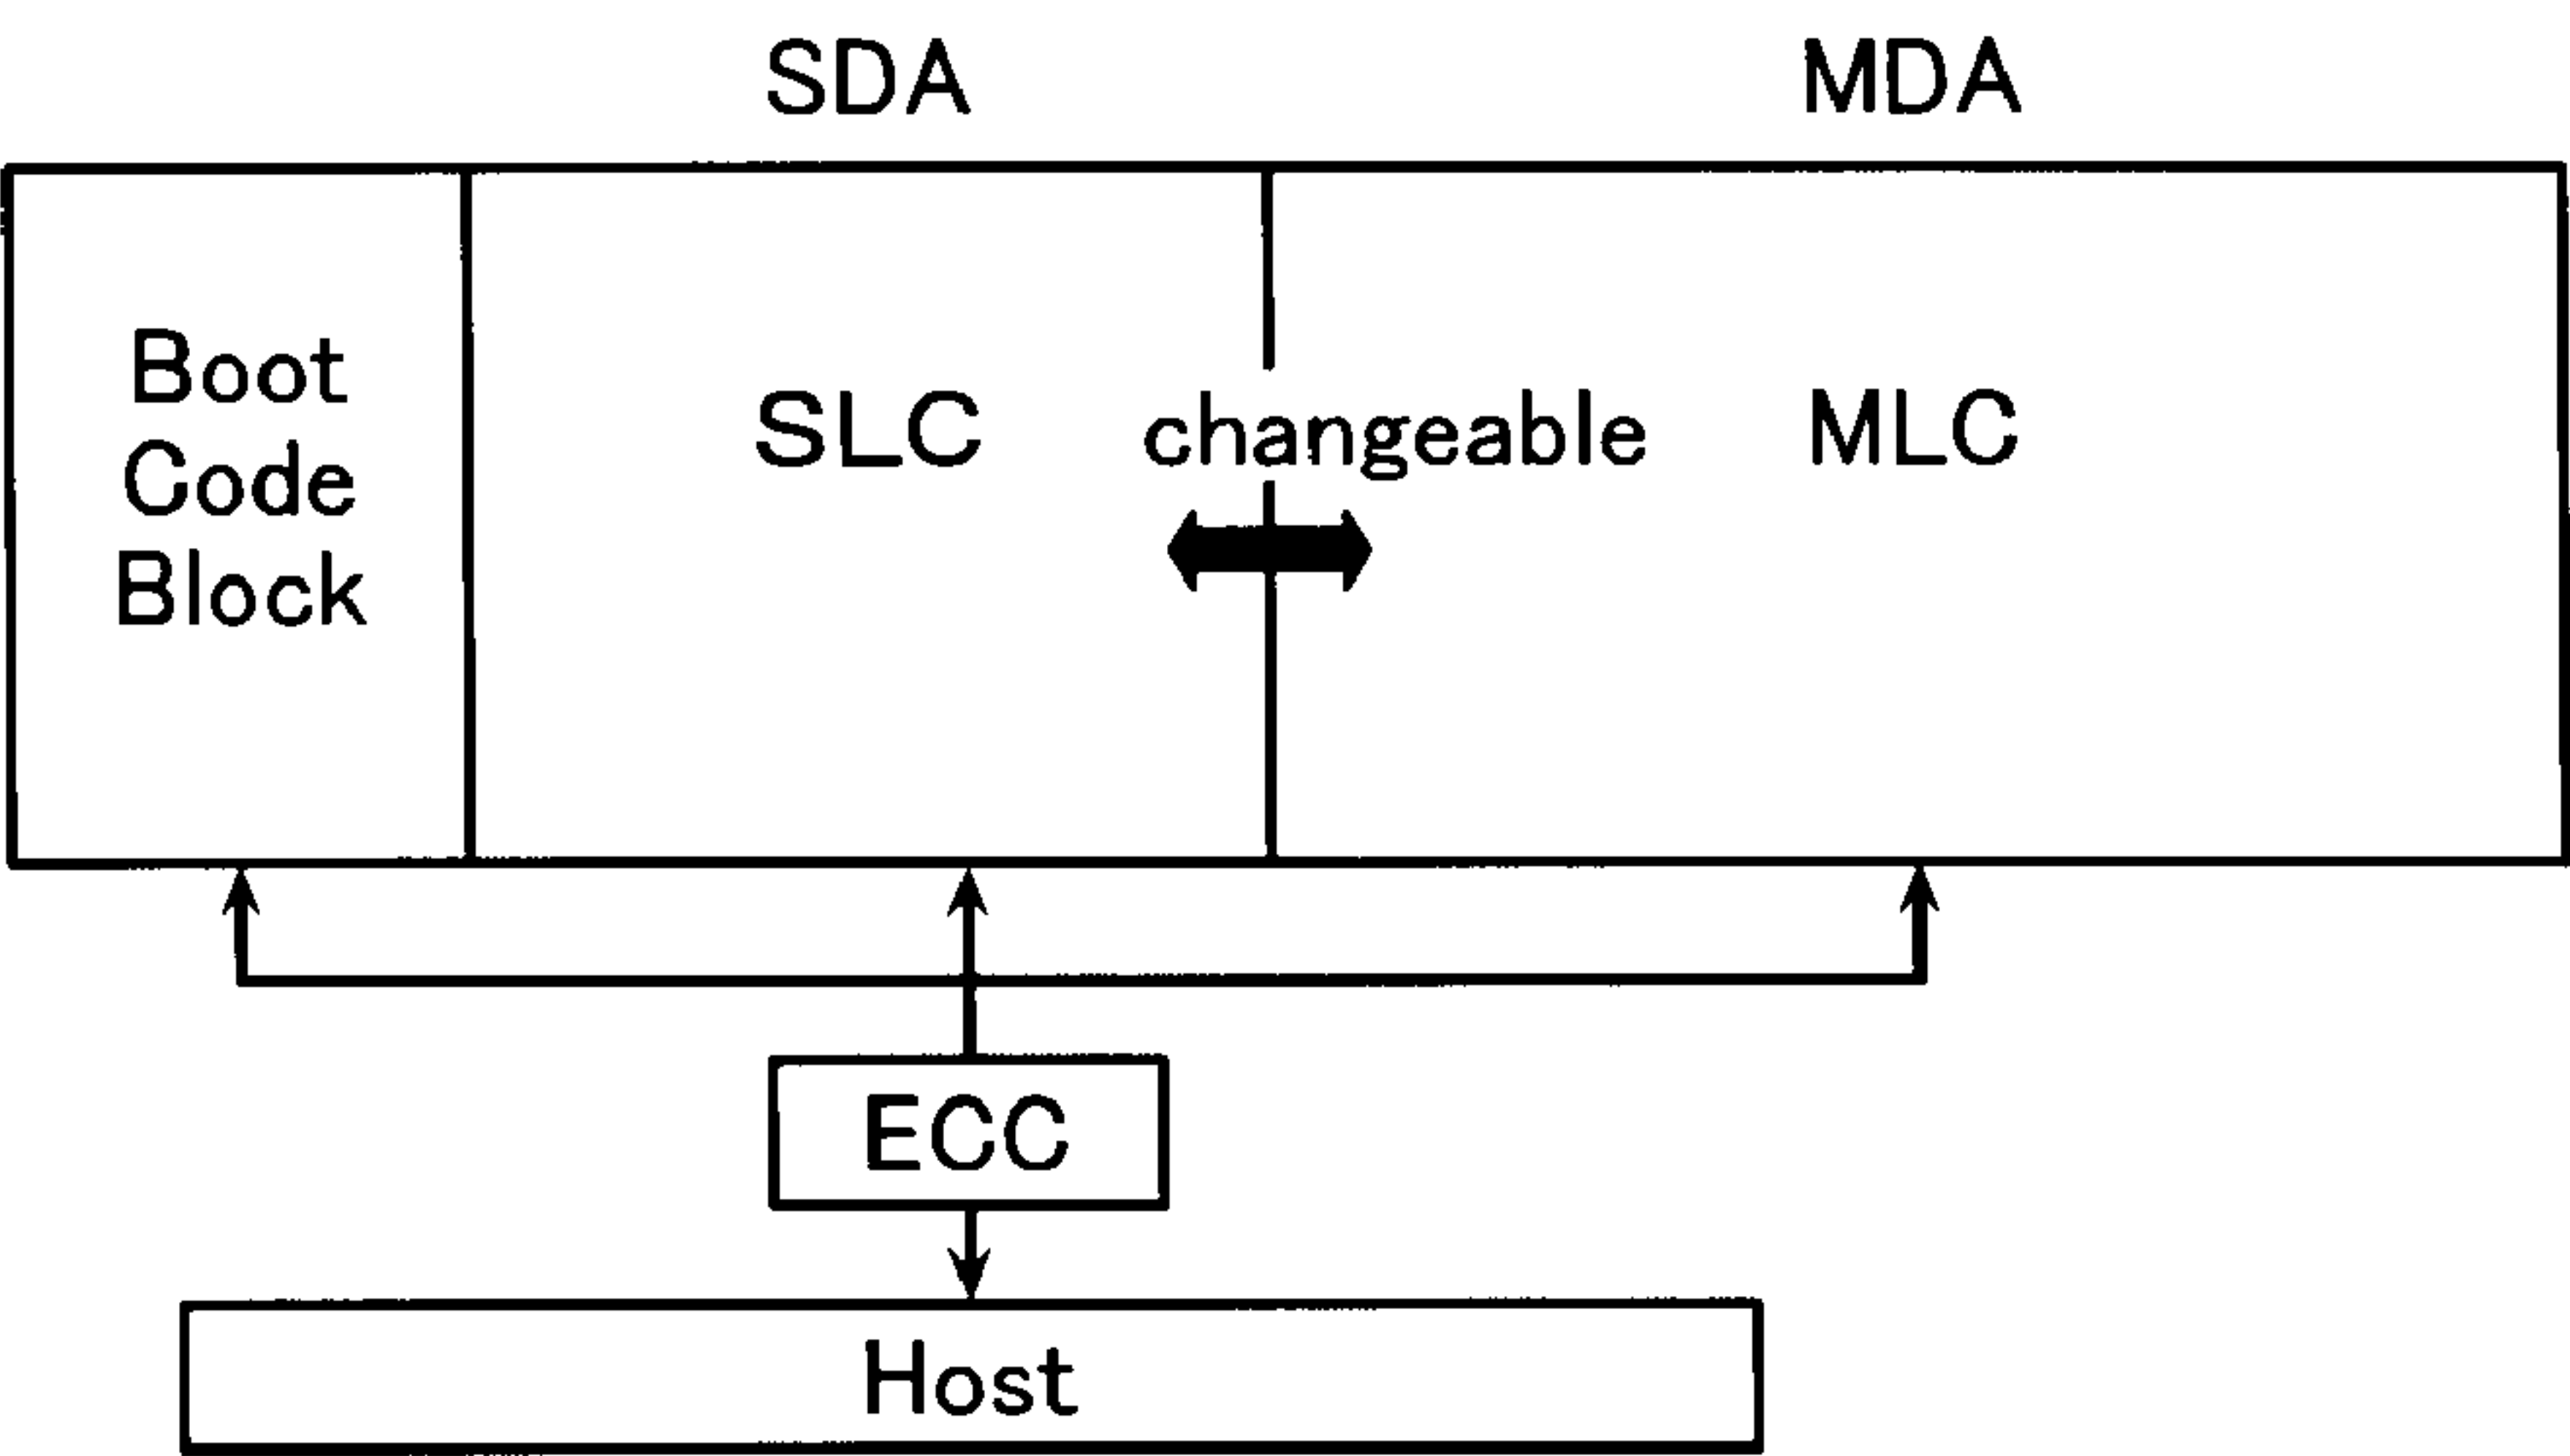 SDA
MDA
Boot
Code
Block
SLC
changeable
MLC
ECC
Host